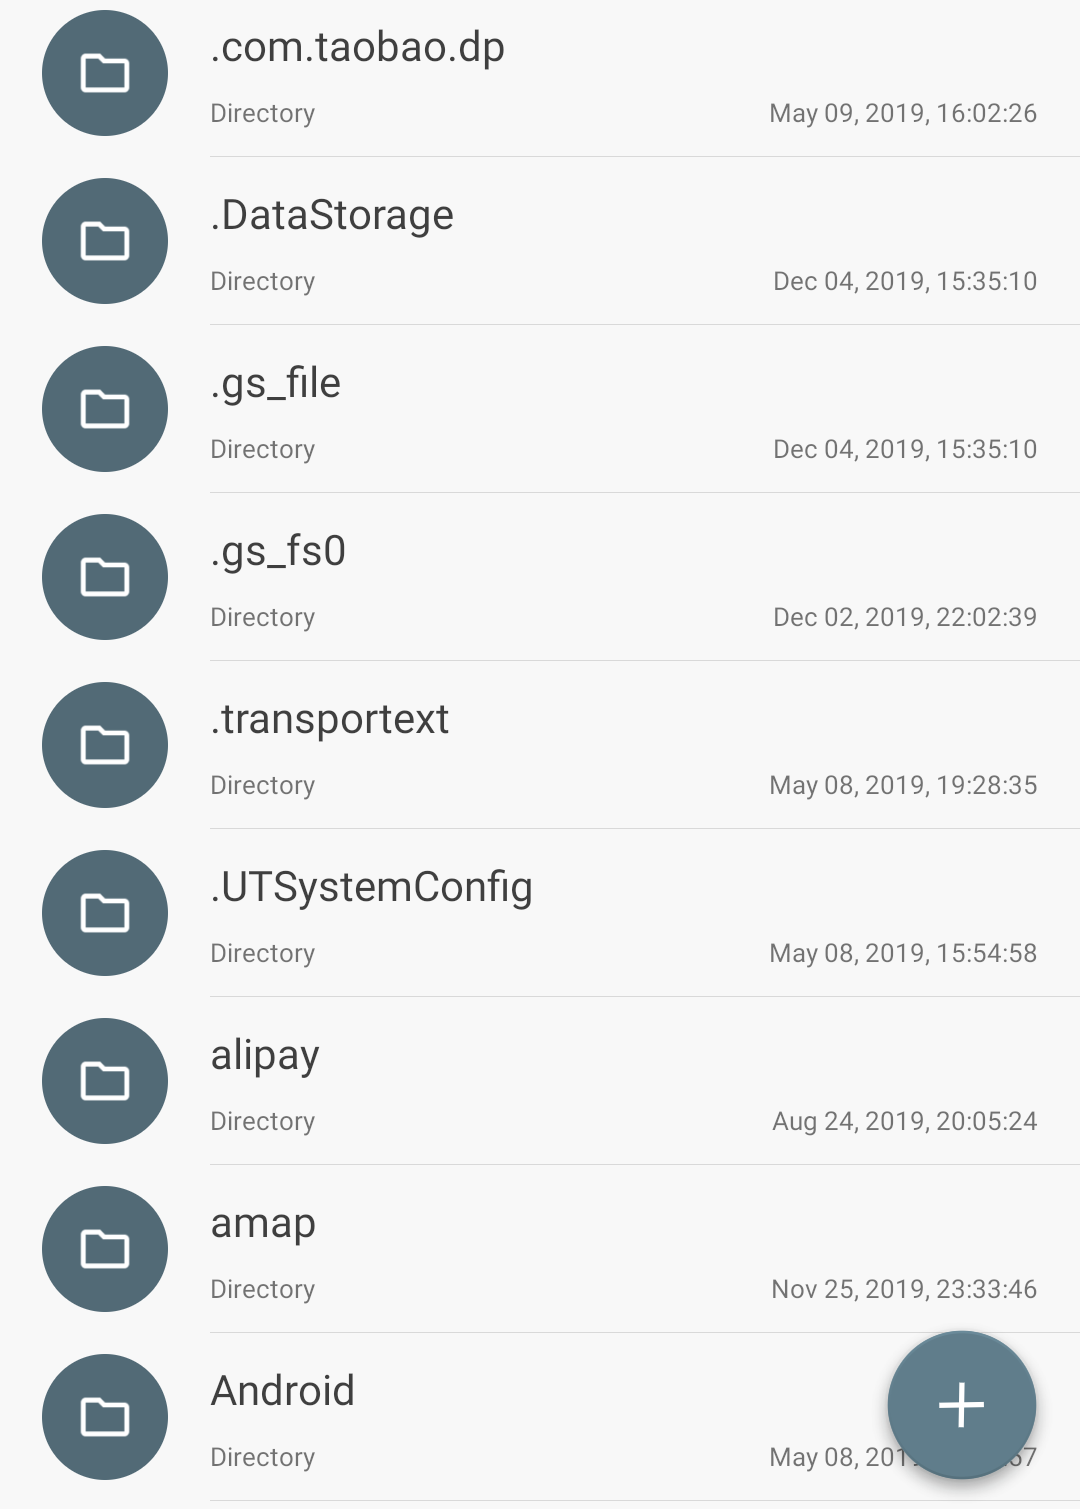 .com.taobao.dp
Directory May 09, 2019, 16:02:26
.DataStorage
Directory Dec 04, 2019, 15:35:10
.gs_file
Directory Dec 04, 2019, 15:35:10
.gs_fs0
Directory Dec 02, 2019, 22:02:39
.transportext
Directory May 08, 2019, 19:28:35
.UTSystemConfig
Directory May 08, 2019, 15:54:58
alipay
Directory Aug 24, 2019, 20:05:24
amap
Directory Nov 25, 2019, 23:33:46
Android
Directory May 08,